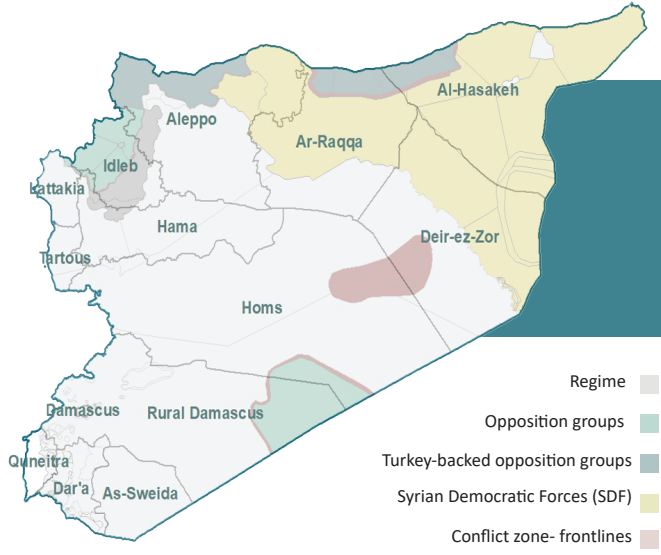 Al-Hasakeh
Aleppo
Ar-Raqqa
Idleb
Lattakia
Hama
Deir-ez-Zor
Tartous
Homs
Damascus
Rural Damascus
Quneitra
Dar'a
As-Sweida
Regime
Opposition groups
Turkey-backed opposition groups
Syrian Democratic Forces (SDF)
Conflict zone- frontlines